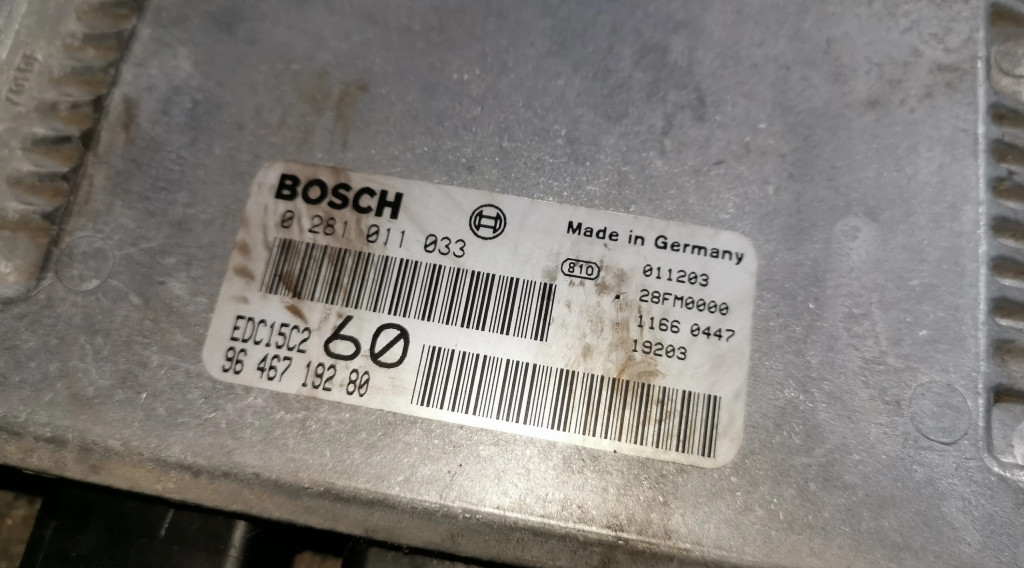 BOSCH
0 281 011 033
Made in Germany
810
011203
28FM0000
1166 0447
19203
EDC15C2 60
96 467 192 80